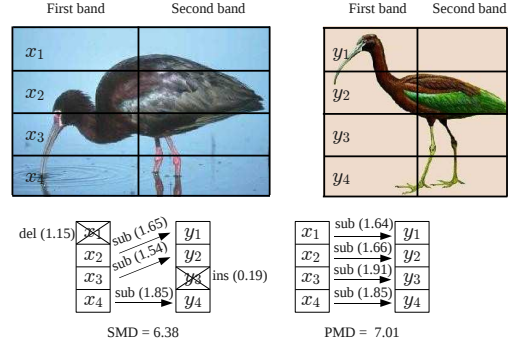 First band Second band First band Second band
x1 y1
x2 y2
x3 y3
x4 y4
del (1.15) x1 sub (1.65) y1 x1 sub (1.64) y1
x2 sub (1.54) y2 x2 sub (1.66) y2
x3 y3 ins (0.19) x3 sub (1.91) y3
x4 sub (1.85) y4 x4 sub (1.85) y4
SMD = 6.38 PMD = 7.01